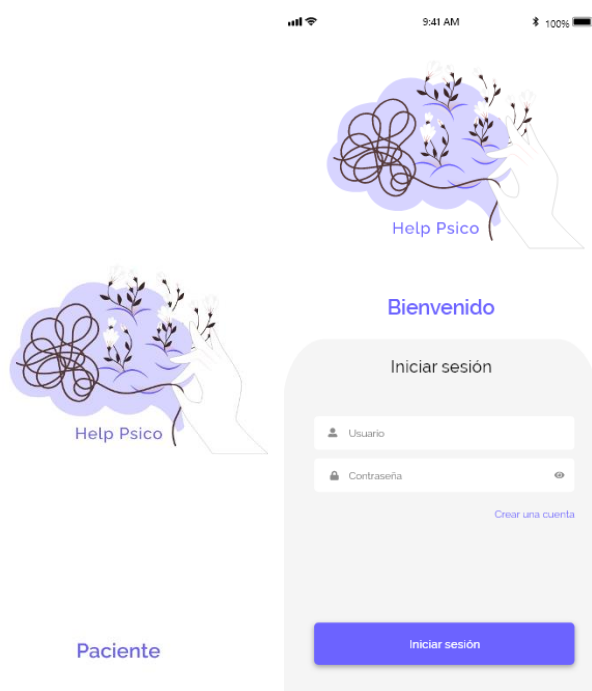 Help Psico
Paciente
9:41 AM
100%
Help Psico
Bienvenido
Iniciar sesión
Usuario
Contraseña
Crear una cuenta
Iniciar sesión